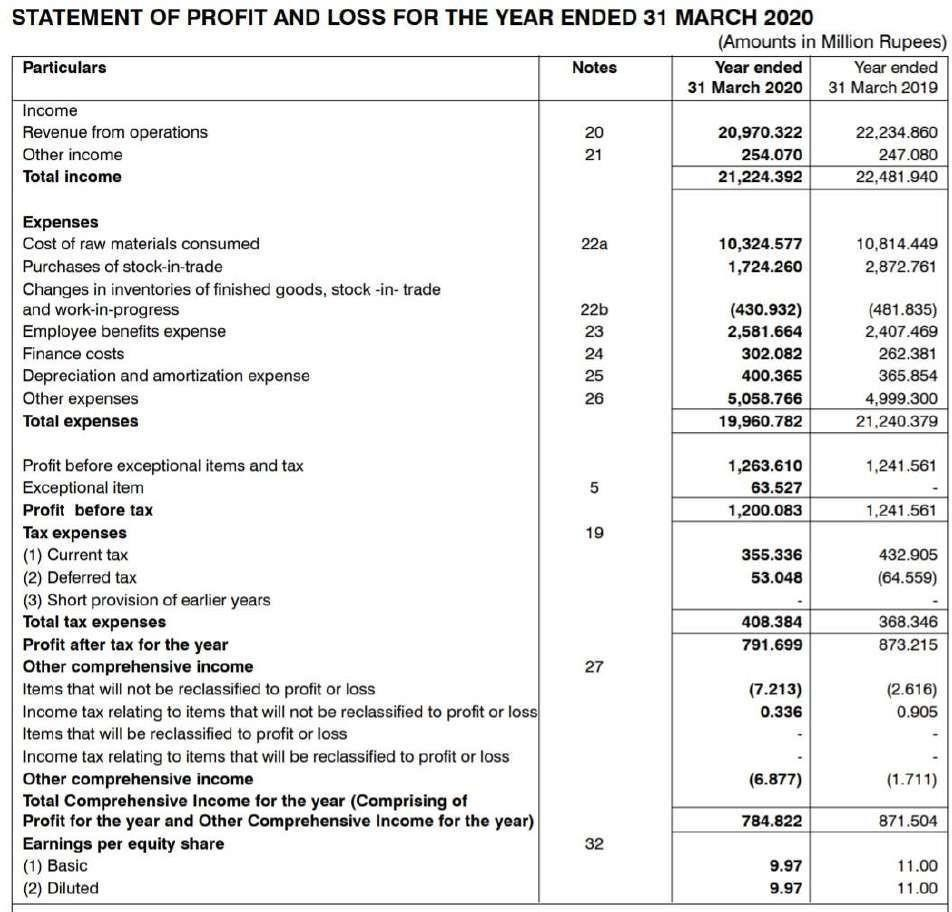 STATEMENT OF PROFIT AND LOSS FOR THE YEAR ENDED 31 MARCH 2020
(Amounts in Million Rupees)
Particulars Notes Year ended Year ended
31 March 2020 31 March 2019
Income
Revenue from operations 20 20,970.322 22,234.860
Other income 21 254.070 247.080
Total income 21,224.392 22,481.940
Expenses
Cost of raw materials consumed 22a 10,324.577 10,814.449
Purchases of stock-in-trade 1,724.260 2,872.761
Changes in inventories of finished goods, stock -in- trade
and work-in-progress 22b (430.932) (481.835)
Employee benefits expense 23 2,581.664 2,407.469
Finance costs 24 302.082 262.381
Depreciation and amortization expense 25 400.365 365.854
Other expenses 26 5,058.766 4,999.300
Total expenses 19,960.782 21,240.379
Profit before exceptional items and tax 1,263.610 1,241.561
Exceptional item 5 63.527 -
Profit before tax 1,200.083 1,241.561
Tax expenses 19
(1) Current tax 355.336 432.905
(2) Deferred tax 53.048 (64.559)
(3) Short provision of earlier years - -
Total tax expenses 408.384 368.346
Profit after tax for the year 791.699 873.215
Other comprehensive income 27
Items that will not be reclassified to profit or loss (7.213) (2.616)
Income tax relating to items that will not be reclassified to profit or loss 0.336 0.905
Items that will be reclassified to profit or loss - -
Income tax relating to items that will be reclassified to profit or loss - -
Other comprehensive income (6.877) (1.711)
Total Comprehensive Income for the year (Comprising of
Profit for the year and Other Comprehensive Income for the year) 784.822 871.504
Earnings per equity share 32
(1) Basic 9.97 11.00
(2) Diluted 9.97 11.00